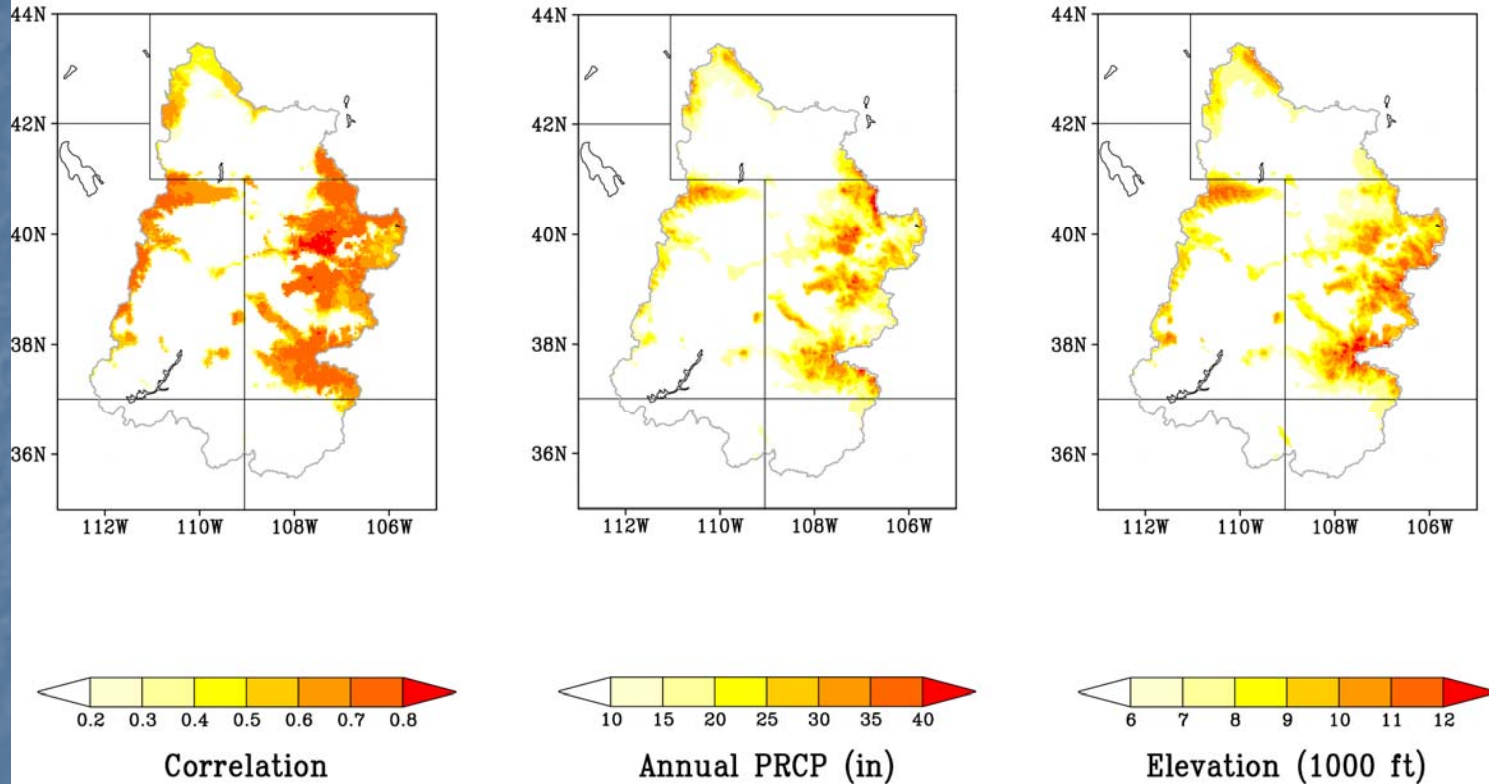 44N 44N 44N
42N 42N 42N
40N 40N 40N
38N 38N 38N
36N 36N 36N
112W 110W 108W 106W 112W 110W 108W 106W 112W 110W 108W 106W
0.2 0.3 0.4 0.5 0.6 0.7 0.8 10 15 20 25 30 35 40 6 7 8 9 10 11 12
Correlation Annual PRCP (in) Elevation (1000 ft)